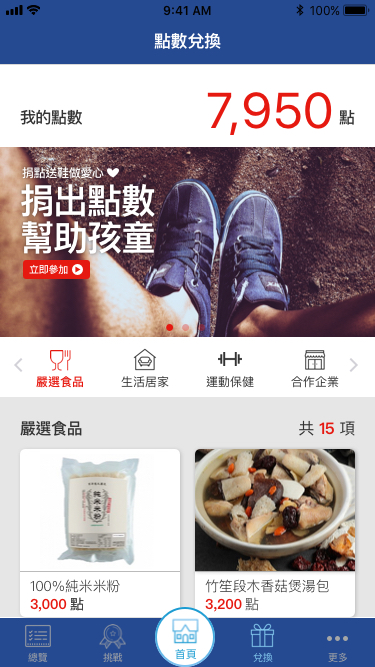 9:41 AM
100%
點數兌換
我的點數
7,950 點
捐點送鞋做愛心
捐出點數
幫助孩童
立即參加
嚴選食品
生活居家
運動保健
合作企業
嚴選食品
共 15 項
純米米粉
100%純米米粉
3,000 點
竹笙段木香菇煲湯包
3,200 點
總覽
挑戰
首頁
兌換
更多